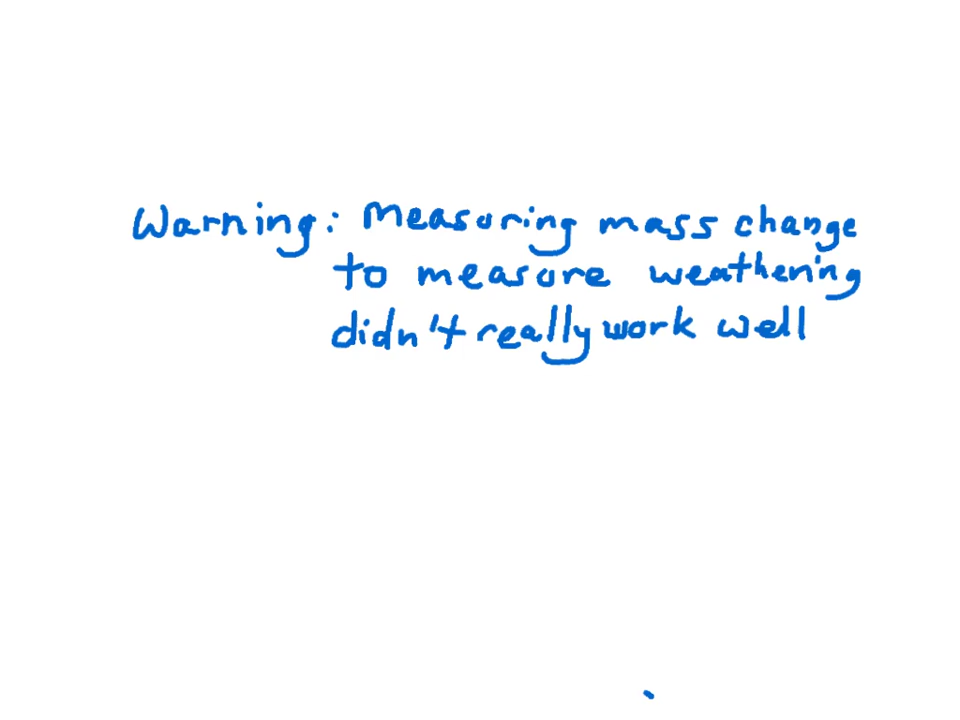 Warning: Measuring mass change
to measure weathering
didn't really work well